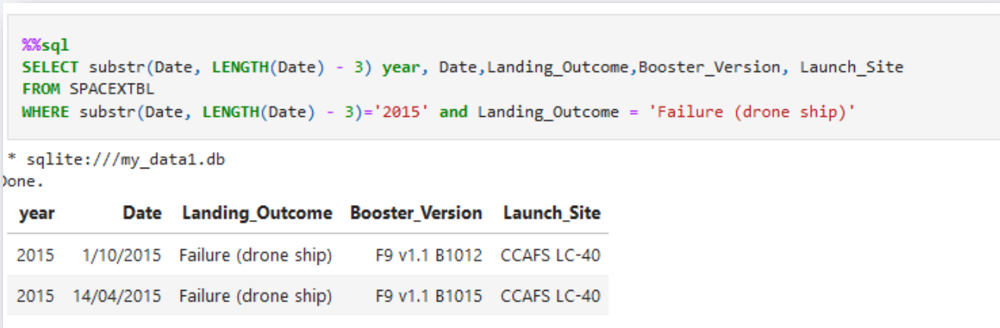 %%sql
SELECT substr(Date, LENGTH(Date) - 3) year, Date,Landing_Outcome,Booster_Version, Launch_Site
FROM SPACEXTBL
WHERE substr(Date, LENGTH(Date) - 3)='2015' and Landing_Outcome = 'Failure (drone ship)'
* sqlite:///my_data1.db
Done.
year Date Landing_Outcome Booster_Version Launch_Site
2015 1/10/2015 Failure (drone ship) F9 v1.1 B1012 CCAFS LC-40
2015 14/04/2015 Failure (drone ship) F9 v1.1 B1015 CCAFS LC-40